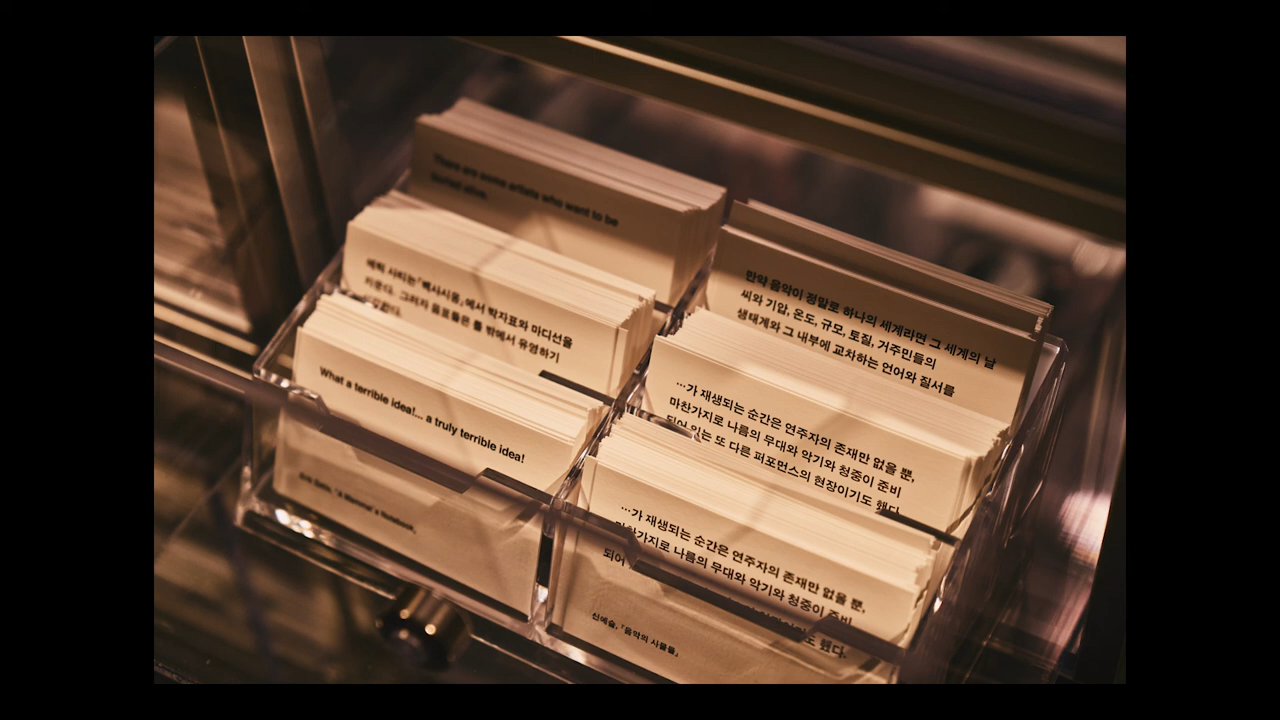 There are some artists who want to be
buried alive.
에릭 사티는 「벡사시옹」에서 박자표와 마디선을
지운다. 그러자 음표들은 틀 밖에서 유영하기
What a terrible idea!... a truly terrible idea!
Erik Satie, "A Mammal's Notebook,
만약 음악이 정말로 하나의 세계라면 그 세계의 날
씨와 기압, 온도, 규모, 토질, 거주민들의
생태계와 그 내부에 교차하는 언어와 질서를
…가 재생되는 순간은 연주자의 존재만 없을 뿐,
마찬가지로 나름의 무대와 악기와 청중이 준비
되어 있는 또 다른 퍼포먼스의 현장이기도 했다.
…가 재생되는 순간은 연주자의 존재만 없을 뿐,
마찬가지로 나름의 무대와 악기와 청중이 준비
되어 했다.
신예슬, 『음악의 사물들』